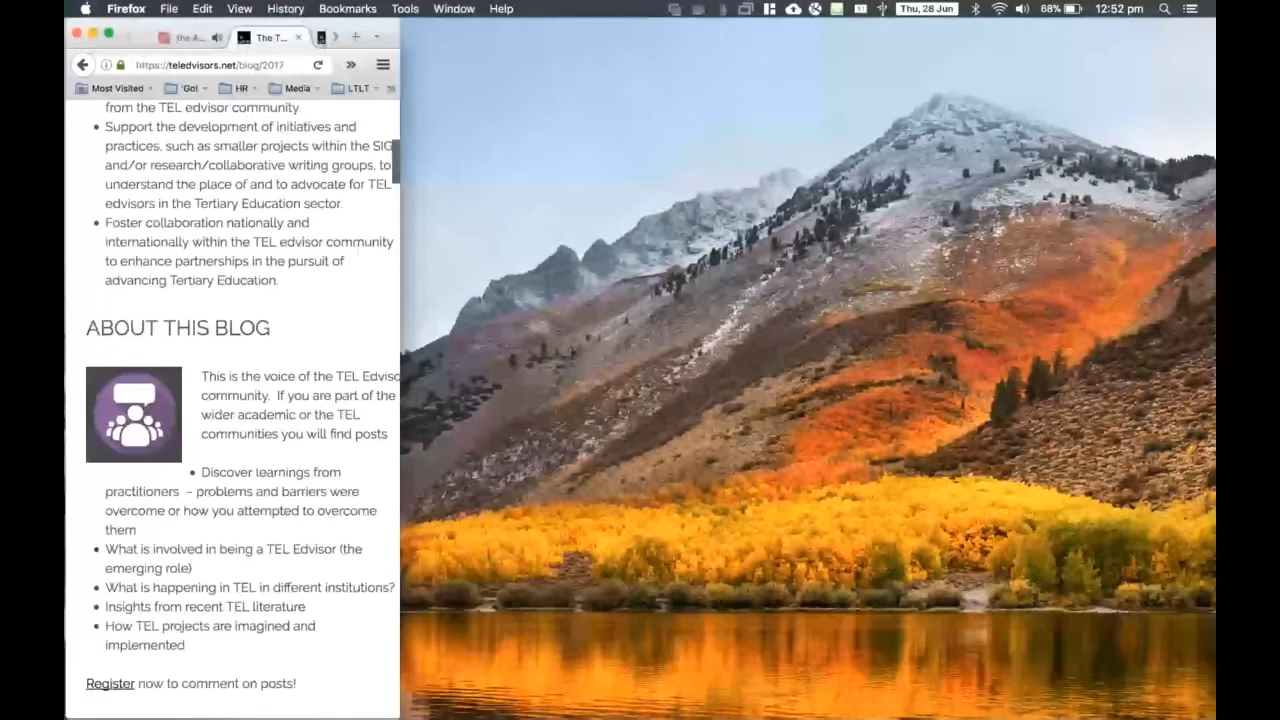 Firefox File Edit View History Bookmarks Tools Window Help
Thu, 28 Jun 68% 12:52 pm
the A... The T...
https://teledvisors.net/blog/2017
Most Visited 'Go! HR Media LTLT
from the TEL edvisor community.
Support the development of initiatives and
practices, such as smaller projects within the SIG
and/or research/collaborative writing groups, to
understand the place of and to advocate for TEL
edvisors in the Tertiary Education sector.
Foster collaboration nationally and
internationally within the TEL edvisor community
to enhance partnerships in the pursuit of
advancing Tertiary Education.
ABOUT THIS BLOG
This is the voice of the TEL Edviso
community. If you are part of the
wider academic or the TEL
communities you will find posts
Discover learnings from
practitioners - problems and barriers were
overcome or how you attempted to overcome
them
What is involved in being a TEL Edvisor (the
emerging role)
What is happening in TEL in different institutions?
Insights from recent TEL literature
How TEL projects are imagined and
implemented
Register now to comment on posts!